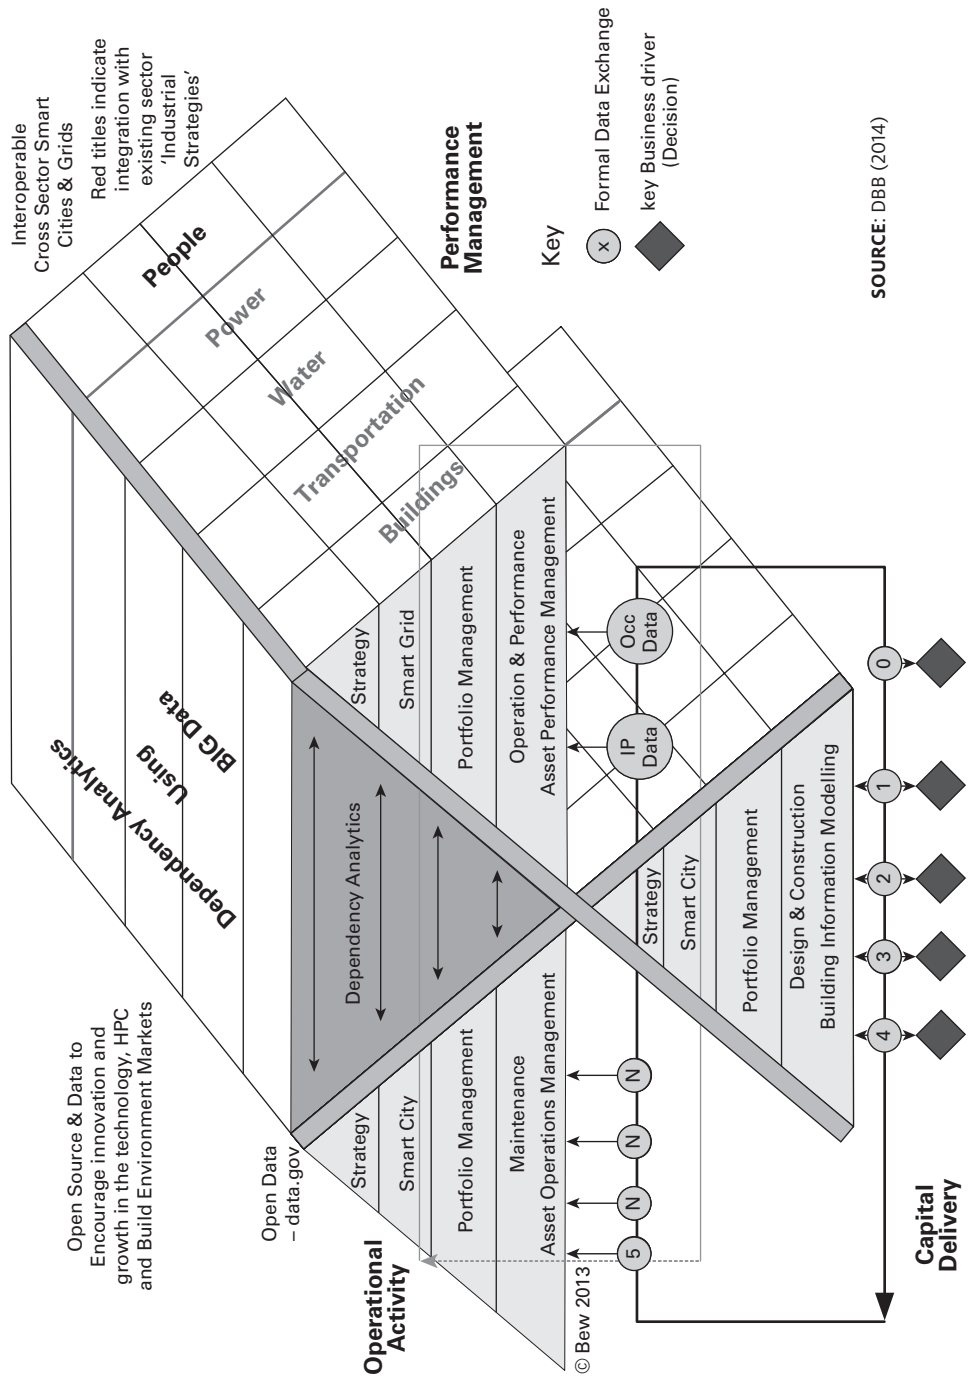 Interoperable
Cross Sector Smart
Cities & Grids
Red titles indicate
integration with
existing sector
‘Industrial
Strategies’
Open Source & Data to
Encourage innovation and
growth in the technology, HPC
and Build Environment Markets
Dependency Analytics
Using
BIG Data
People
Power
Water
Transportation
Buildings
Open Data
– data.gov
Dependency Analytics
Operational
Activity
Performance
Management
Strategy
Smart City
Portfolio Management
Maintenance
Asset Operations Management
Strategy
Smart Grid
Portfolio Management
Operation & Performance
Asset Performance Management
© Bew 2013
5
N
N
N
IP
Data
Occ
Data
Strategy
Smart City
Portfolio Management
Design & Construction
Building Information Modelling
4
3
2
1
0
Capital
Delivery
Key
x
Formal Data Exchange
key Business driver
(Decision)
SOURCE: DBB (2014)